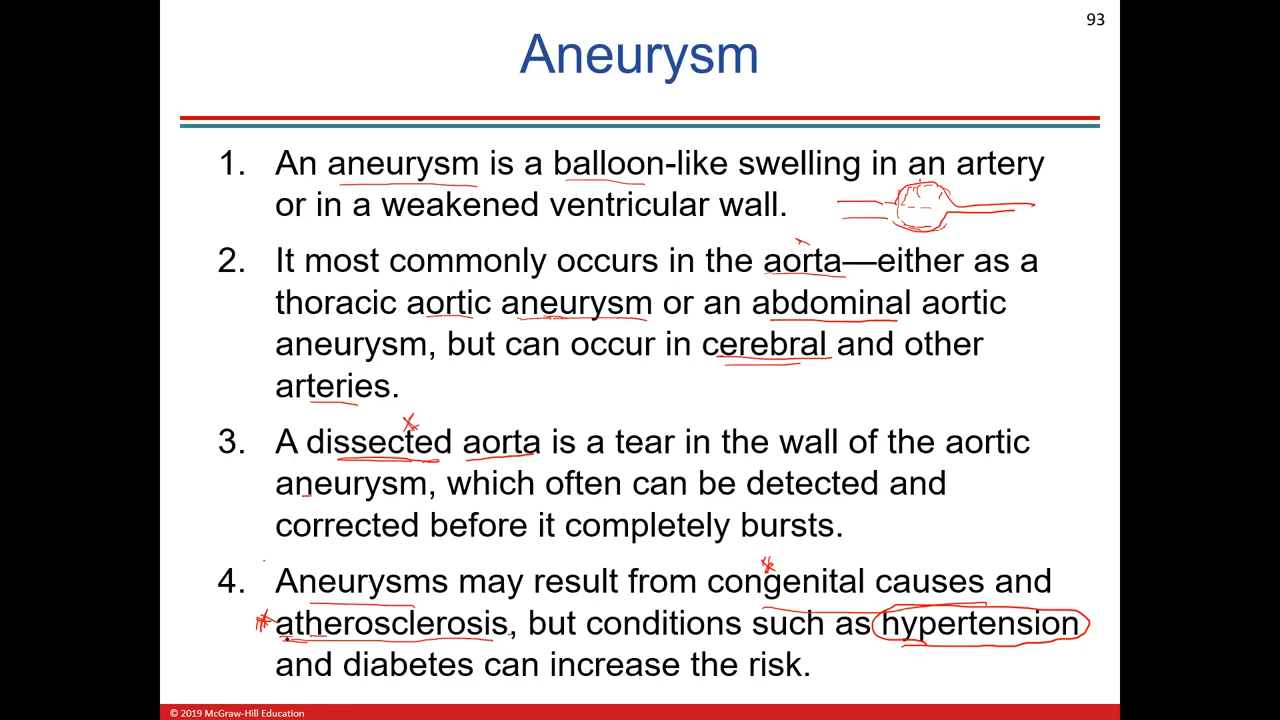 93
Aneurysm
1. An aneurysm is a balloon-like swelling in an artery
or in a weakened ventricular wall.
2. It most commonly occurs in the aorta—either as a
thoracic aortic aneurysm or an abdominal aortic
aneurysm, but can occur in cerebral and other
arteries.
3. A dissected aorta is a tear in the wall of the aortic
aneurysm, which often can be detected and
corrected before it completely bursts.
4. Aneurysms may result from congenital causes and
atherosclerosis, but conditions such as hypertension
and diabetes can increase the risk.
© 2019 McGraw-Hill Education